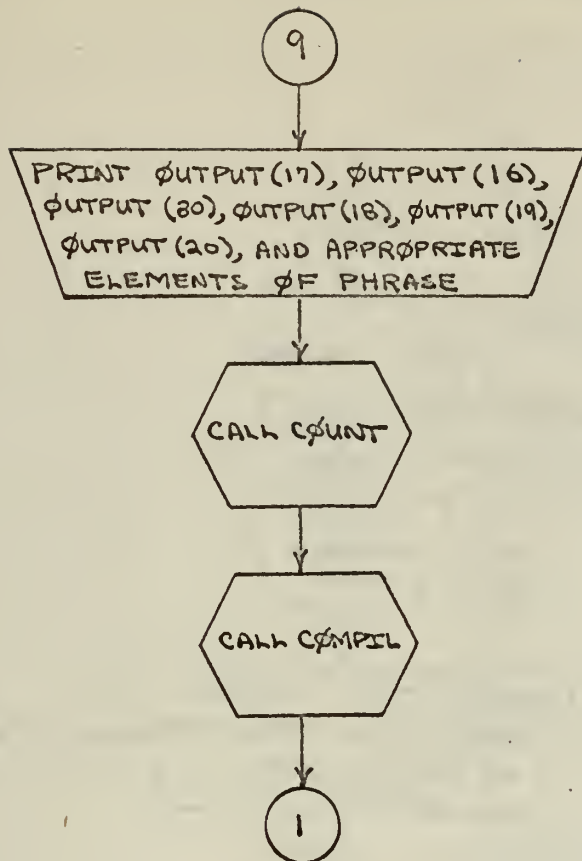 9
PRINT ØUTPUT(17), ØUTPUT(16),
ØUTPUT(30), ØUTPUT(18), ØUTPUT(19),
ØUTPUT(20), AND APPRØPRIATE
ELEMENTS ØF PHRASE
CALL CØUNT
CALL CØMPIL
1